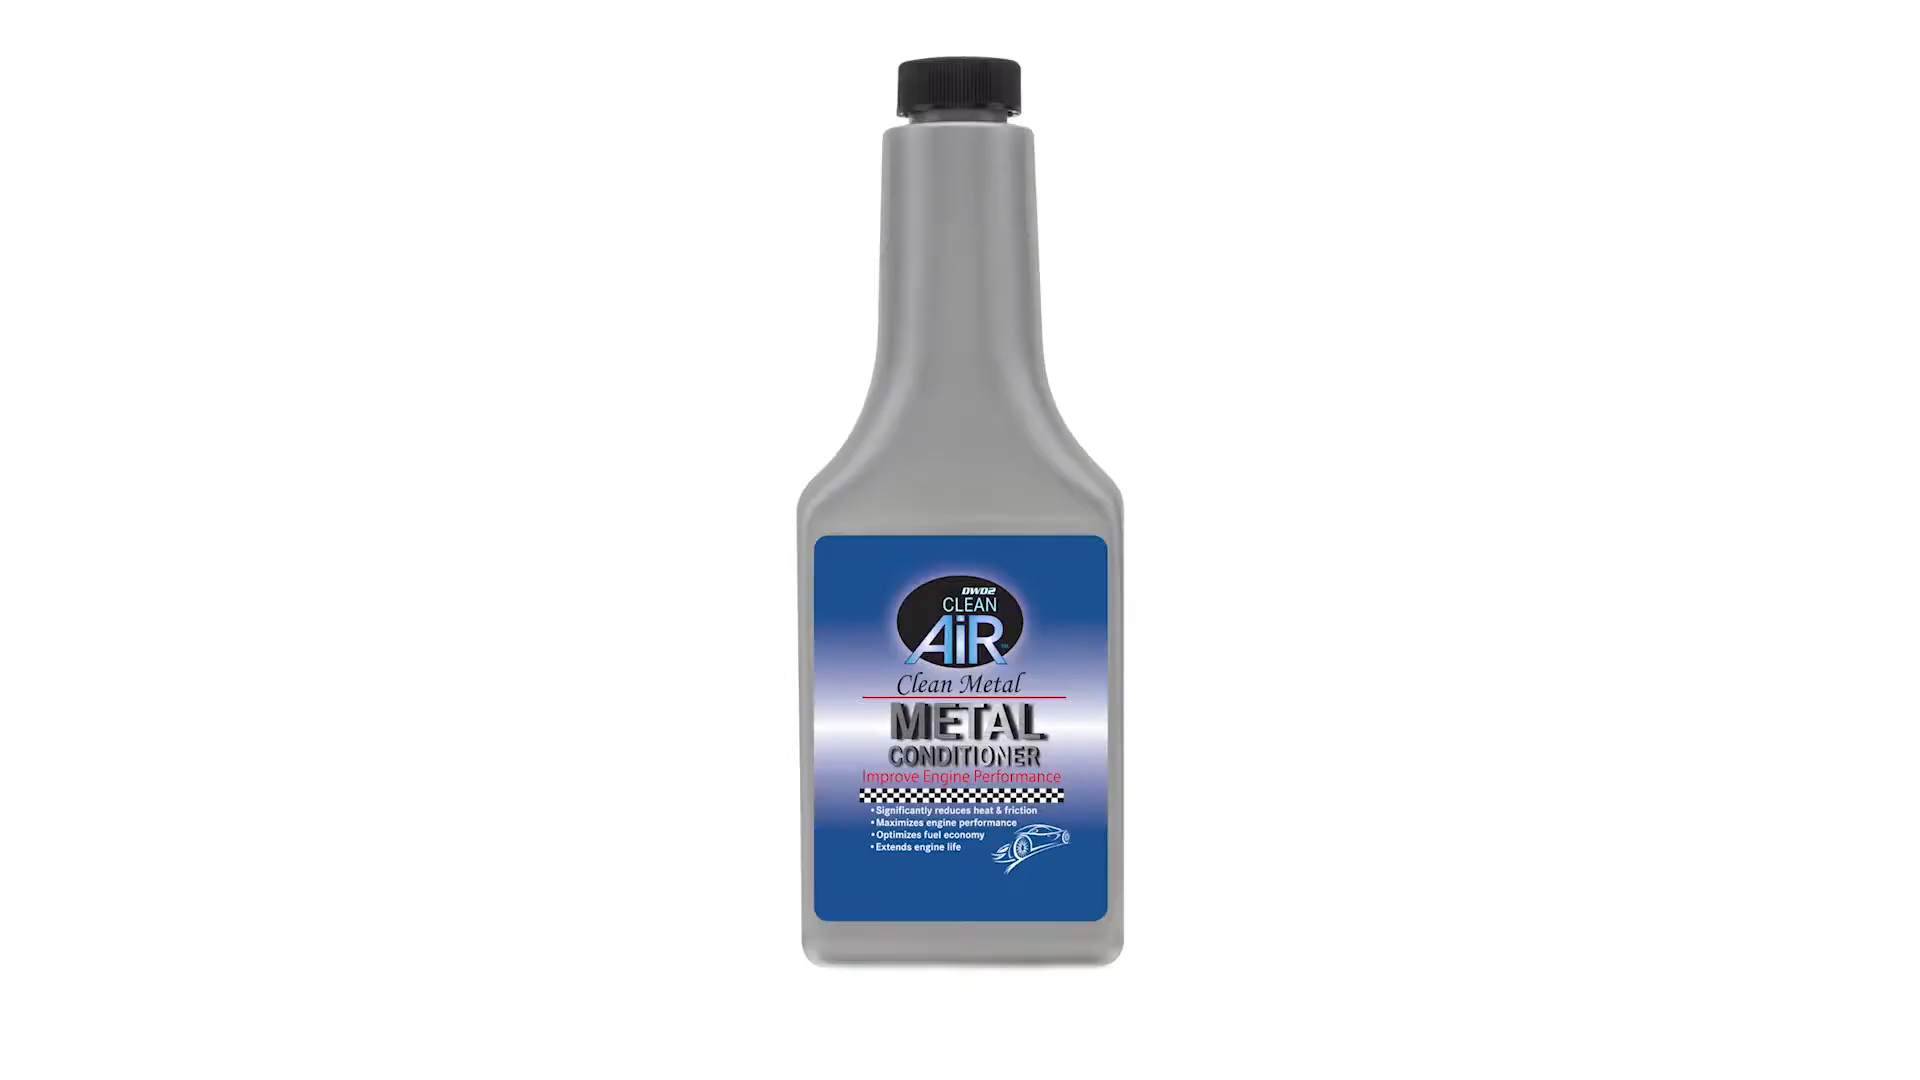 DWD2
CLEAN
AiR
Clean Metal
METAL
CONDITIONER
Improve Engine Performance
• Significantly reduces heat & friction
• Maximizes engine performance
• Optimizes fuel economy
• Extends engine life